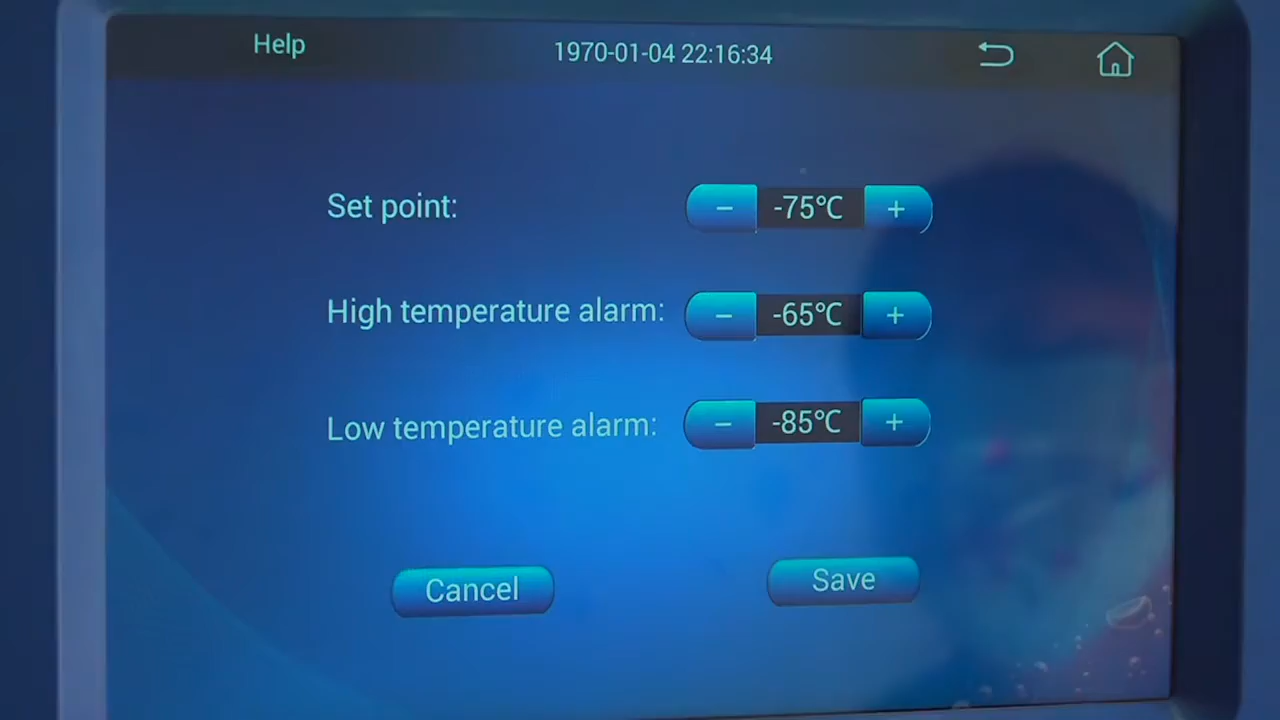 Help 1970-01-04 22:16:34
Set point: − -75℃ +
High temperature alarm: − -65℃ +
Low temperature alarm: − -85℃ +
Cancel Save